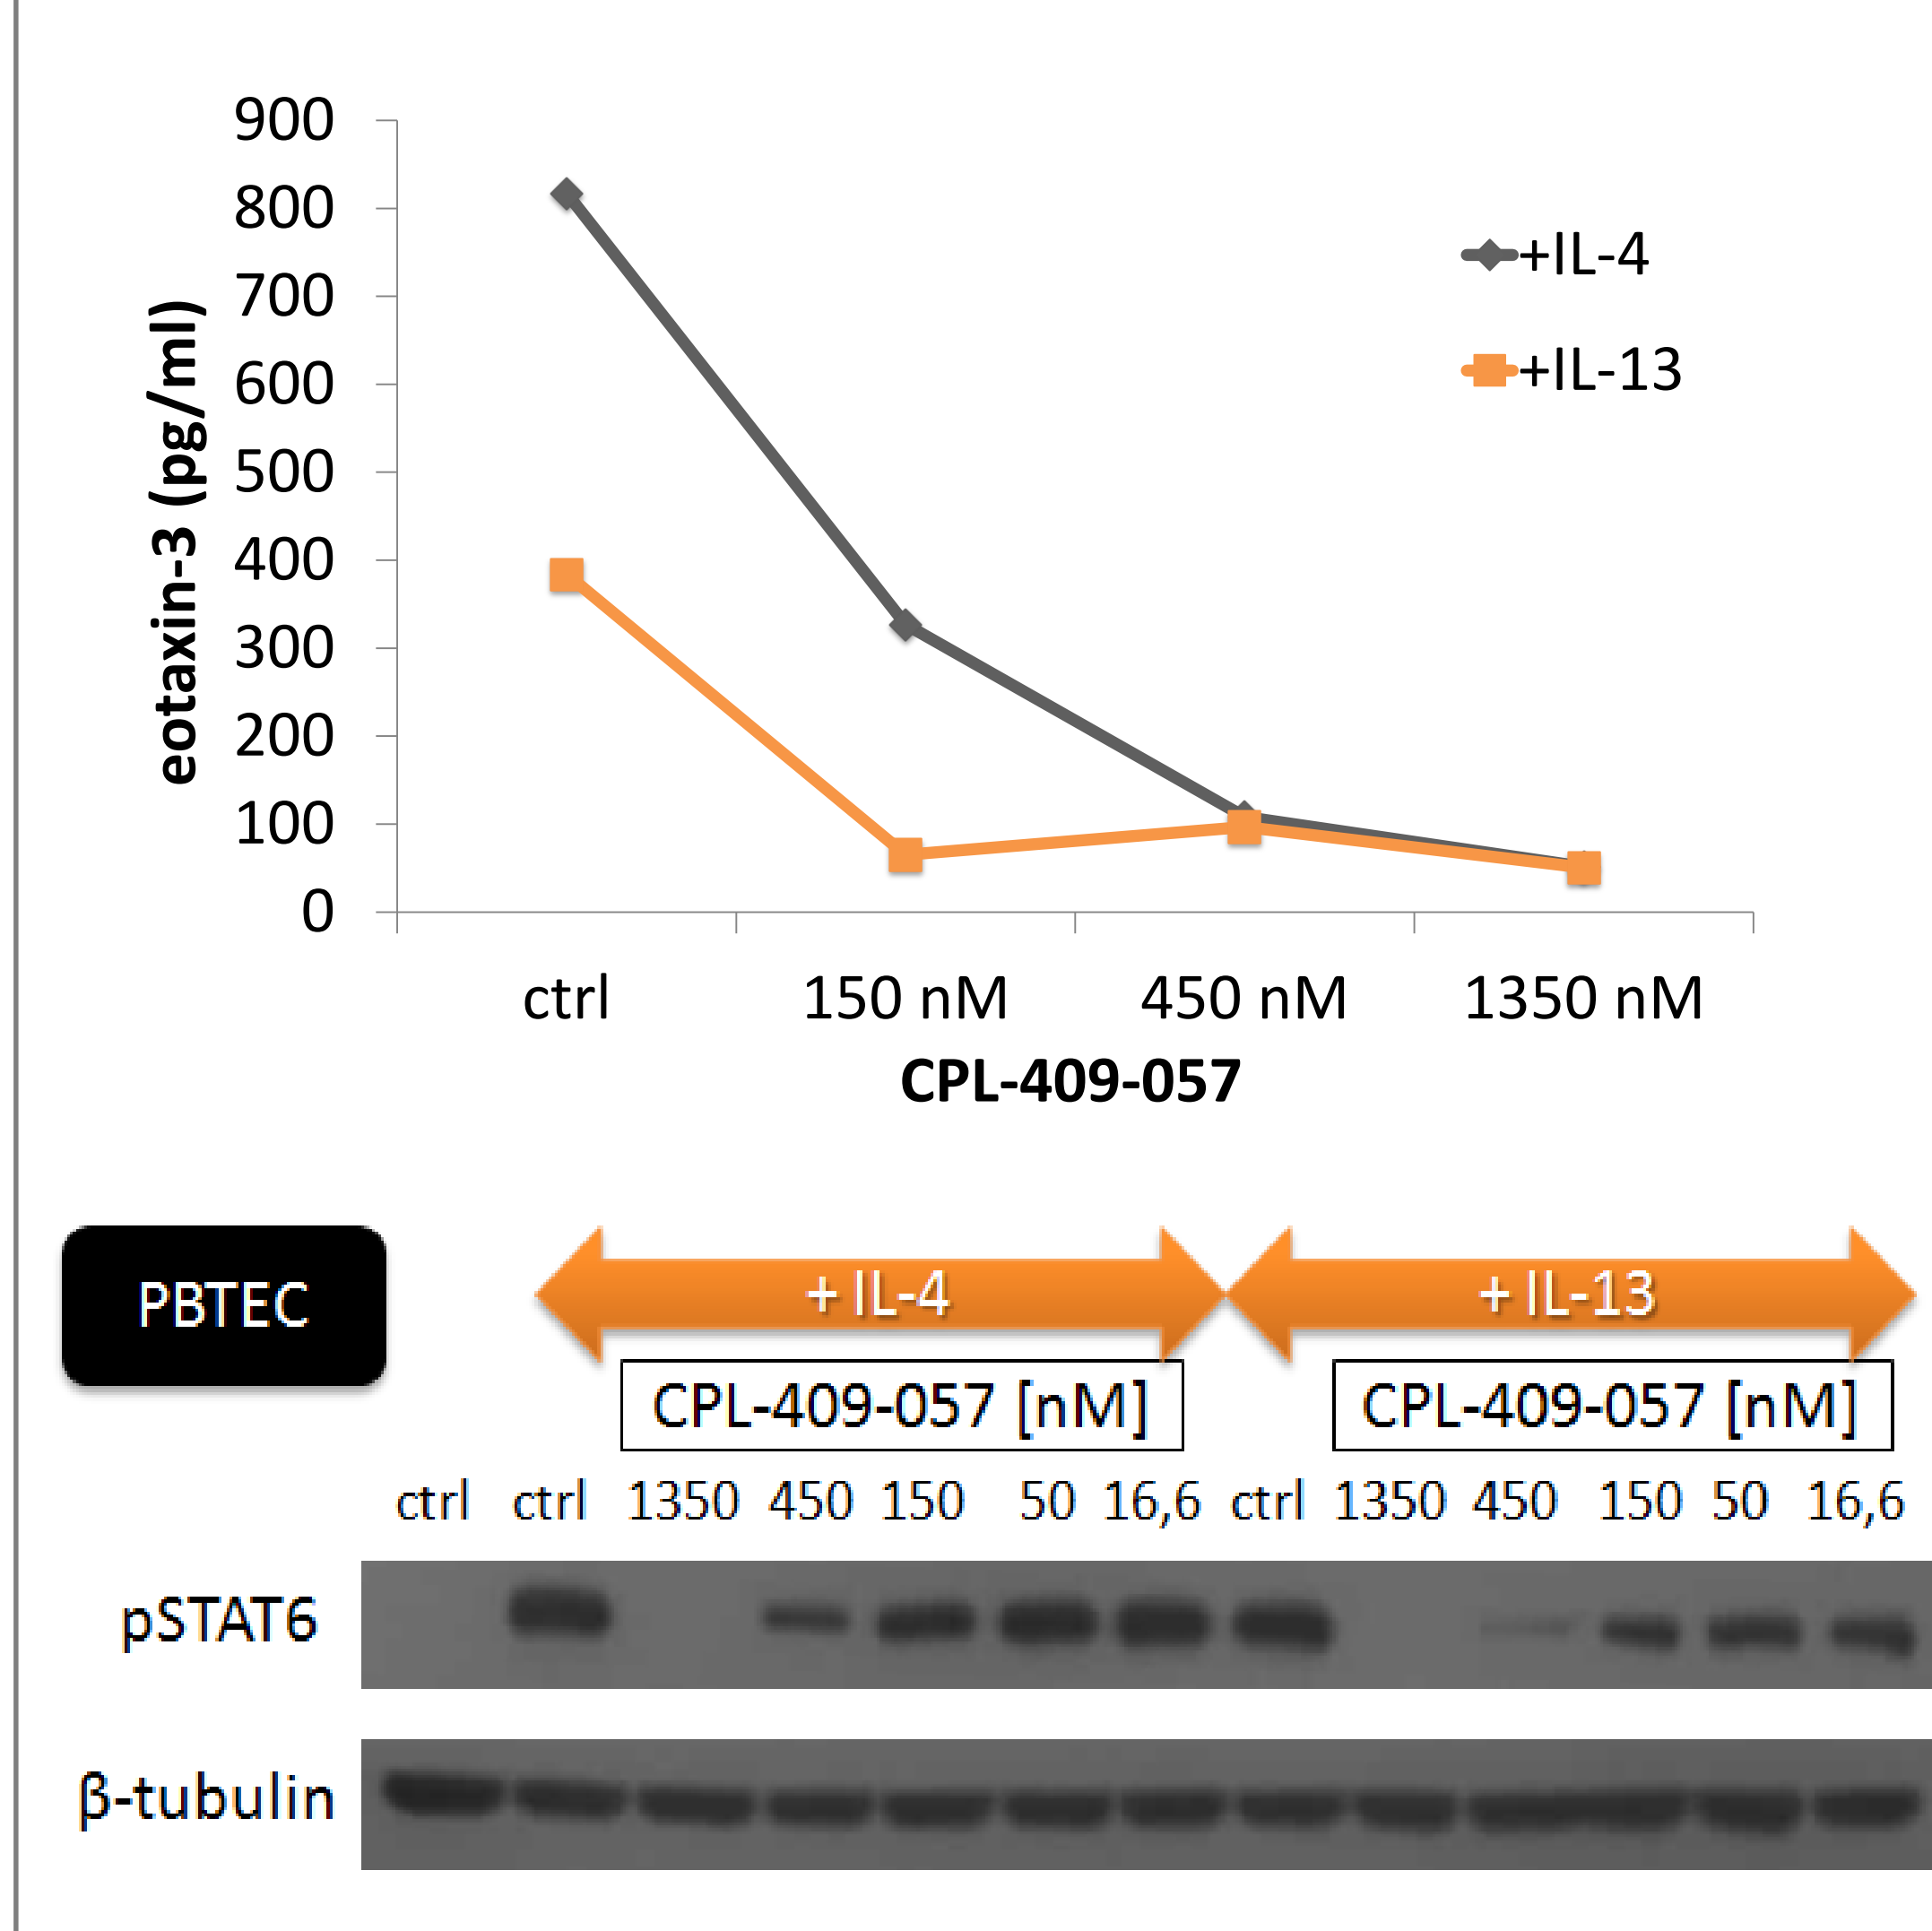 900
800
700
600
500
400
300
200
100
0
eotaxin-3 (pg/ml)
+IL-4
+IL-13
ctrl 150 nM 450 nM 1350 nM
CPL-409-057
PBTEC
+ IL-4 + IL-13
CPL-409-057 [nM] CPL-409-057 [nM]
ctrl ctrl 1350 450 150 50 16,6 ctrl 1350 450 150 50 16,6
pSTAT6
β-tubulin